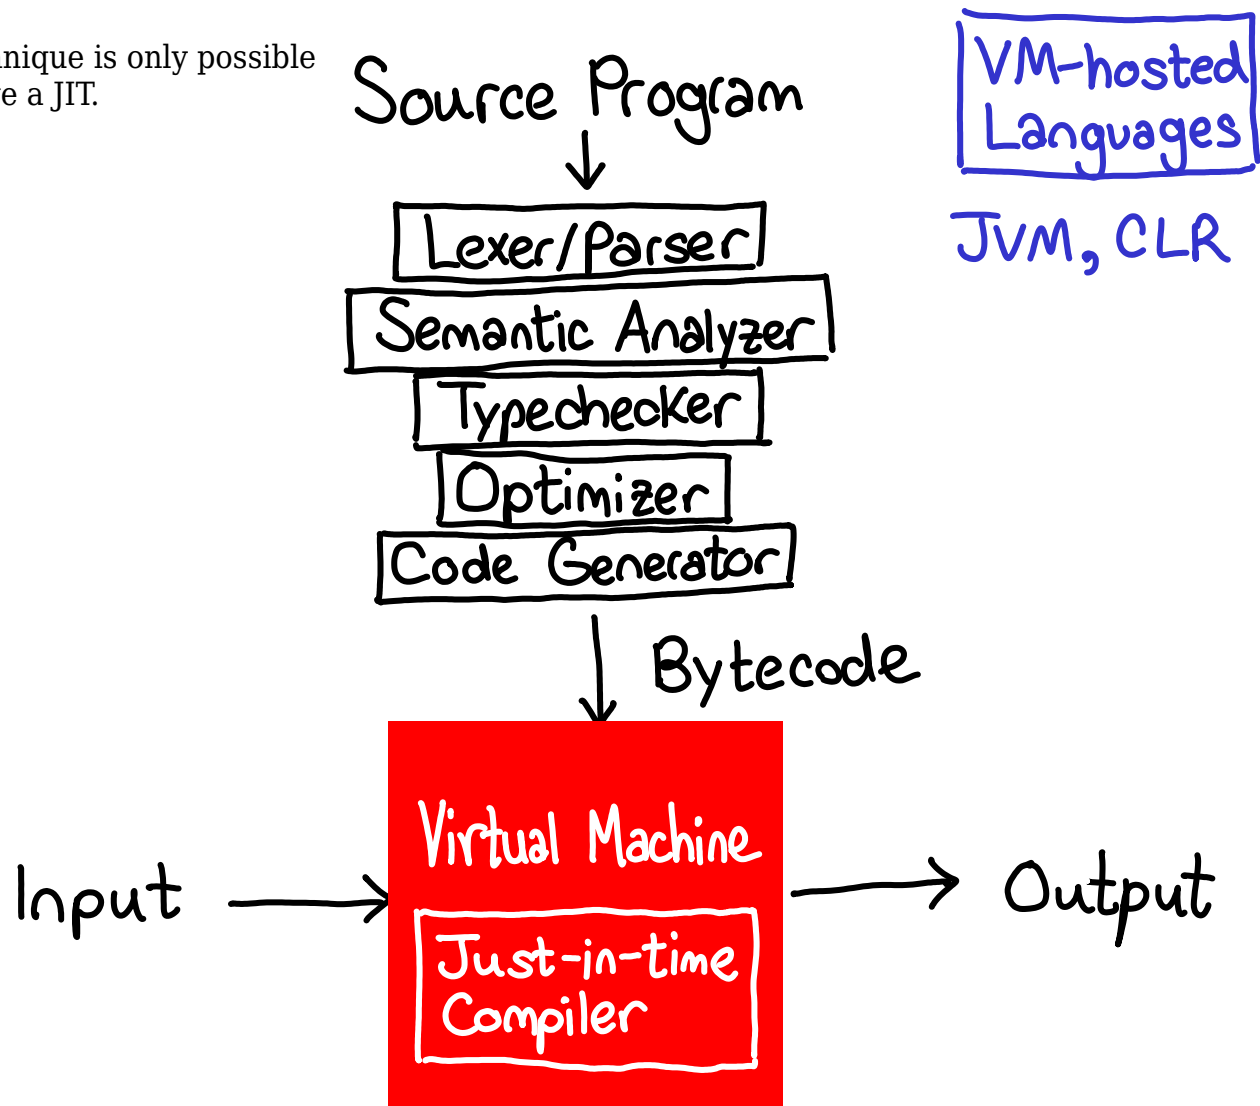 nique is only possible
e a JIT.
Source Program
VM-hosted
Languages
JVM, CLR
Lexer/Parser
Semantic Analyzer
Typechecker
Optimizer
Code Generator
Bytecode
Virtual Machine
Input
Output
Just-in-time
Compiler